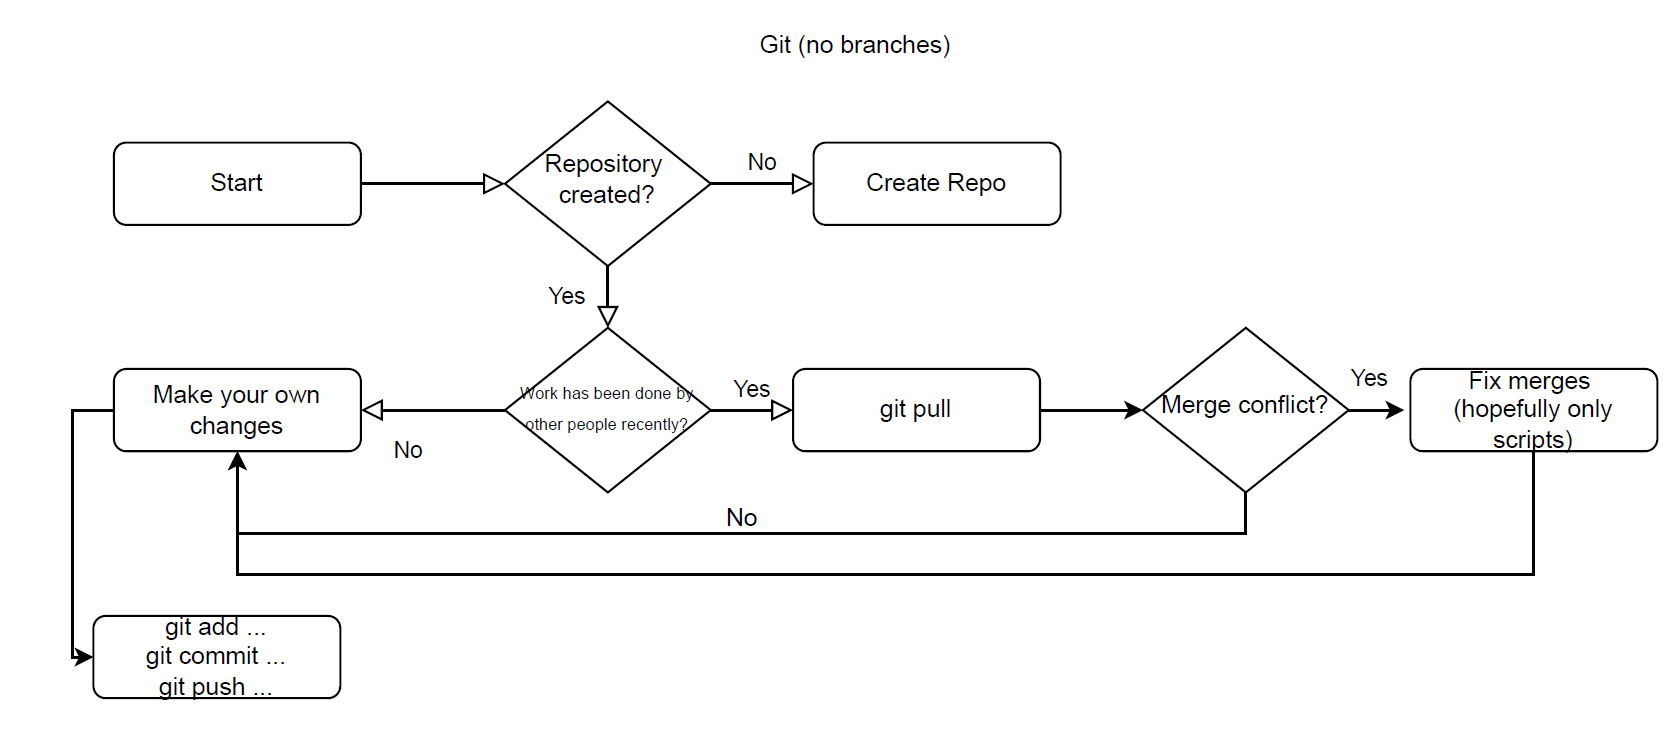 Git (no branches)
Start
Repository
created?
No
Create Repo
Yes
Make your own
changes
No
Work has been done by
other people recently?
Yes
git pull
Merge conflict?
Yes
Fix merges
(hopefully only
scripts)
No
git add ...
git commit ...
git push ...